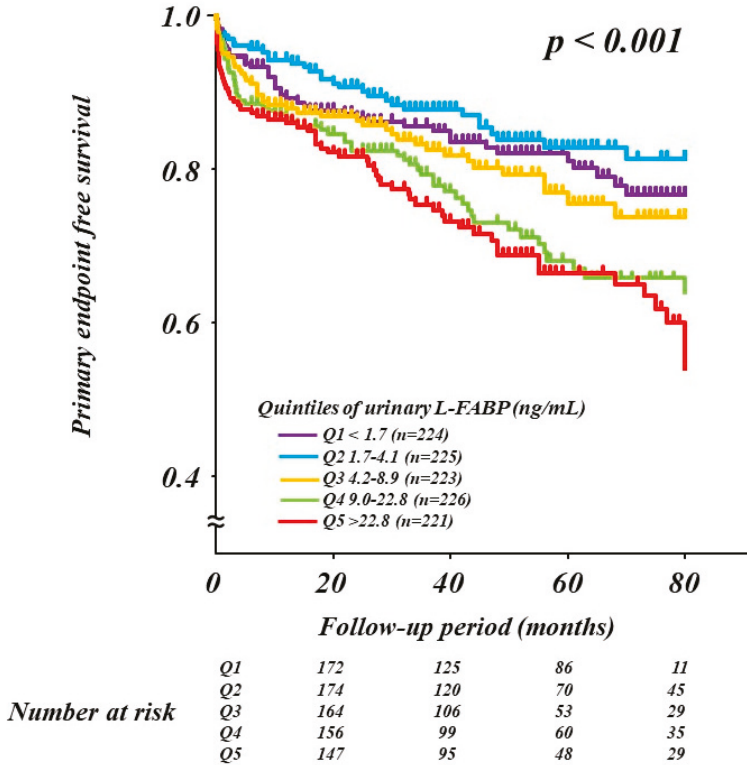 Primary endpoint free survival
1.0
0.8
0.6
0.4
p < 0.001
Quintiles of urinary L-FABP (ng/mL)
Q1 < 1.7 (n=224)
Q2 1.7-4.1 (n=225)
Q3 4.2-8.9 (n=223)
Q4 9.0-22.8 (n=226)
Q5 >22.8 (n=221)
≈
0 20 40 60 80
Follow-up period (months)
Number at risk
Q1 172 125 86 11
Q2 174 120 70 45
Q3 164 106 53 29
Q4 156 99 60 35
Q5 147 95 48 29